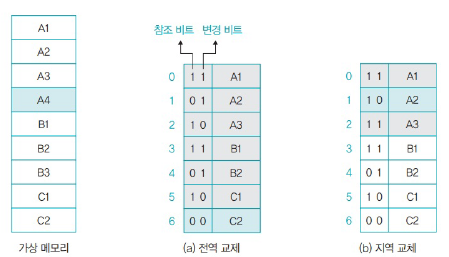 참조 비트 변경 비트
A1
A2
A3
A4
B1
B2
B3
C1
C2
가상 메모리
0 1 1 A1
1 0 1 A2
2 1 0 A3
3 1 1 B1
4 0 1 B2
5 1 0 C1
6 0 0 C2
(a) 전역 교체
0 1 1 A1
1 1 0 A2
2 1 1 A3
3 1 1 B1
4 0 1 B2
5 1 0 C1
6 0 0 C2
(b) 지역 교체